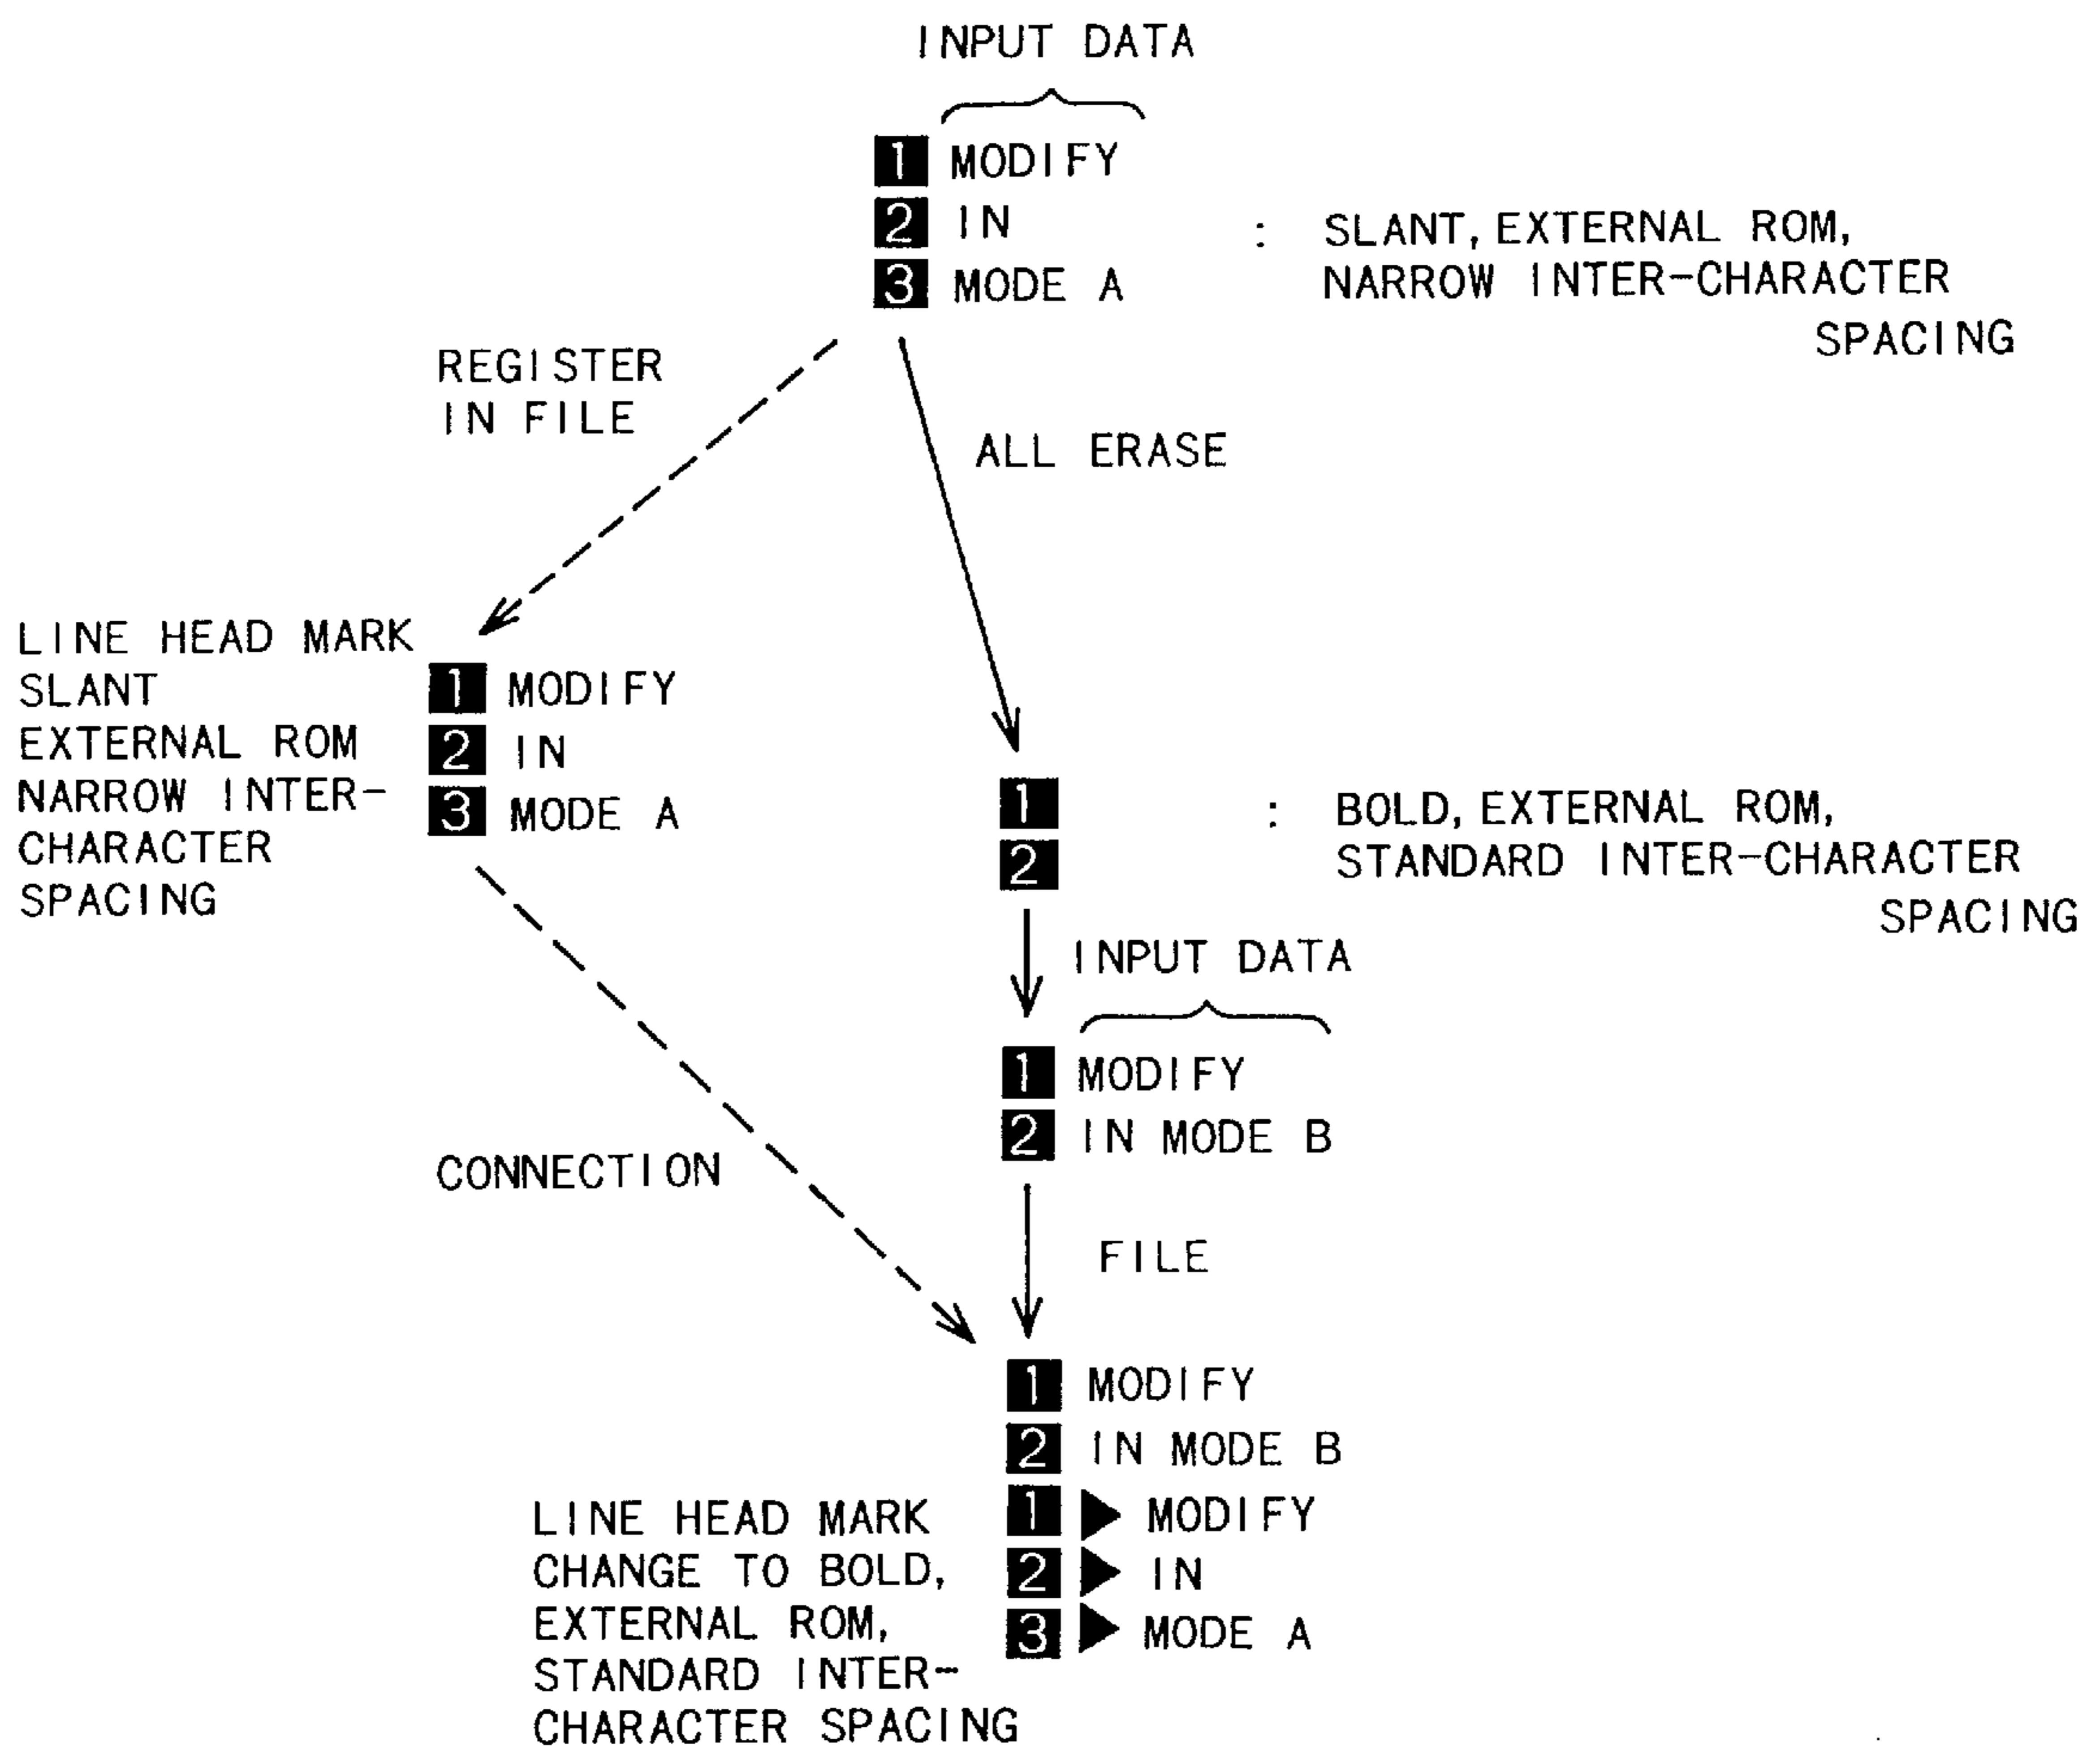 INPUT DATA
1 MODIFY
2 IN
3 MODE A
: SLANT, EXTERNAL ROM,
NARROW INTER-CHARACTER
SPACING
REGISTER
IN FILE
ALL ERASE
LINE HEAD MARK
SLANT
EXTERNAL ROM
NARROW INTER-
CHARACTER
SPACING
1 MODIFY
2 IN
3 MODE A
1
2
: BOLD, EXTERNAL ROM,
STANDARD INTER-CHARACTER
SPACING
INPUT DATA
1 MODIFY
2 IN MODE B
CONNECTION
FILE
1 MODIFY
2 IN MODE B
1 ▶ MODIFY
2 ▶ IN
3 ▶ MODE A
LINE HEAD MARK
CHANGE TO BOLD,
EXTERNAL ROM,
STANDARD INTER-
CHARACTER SPACING